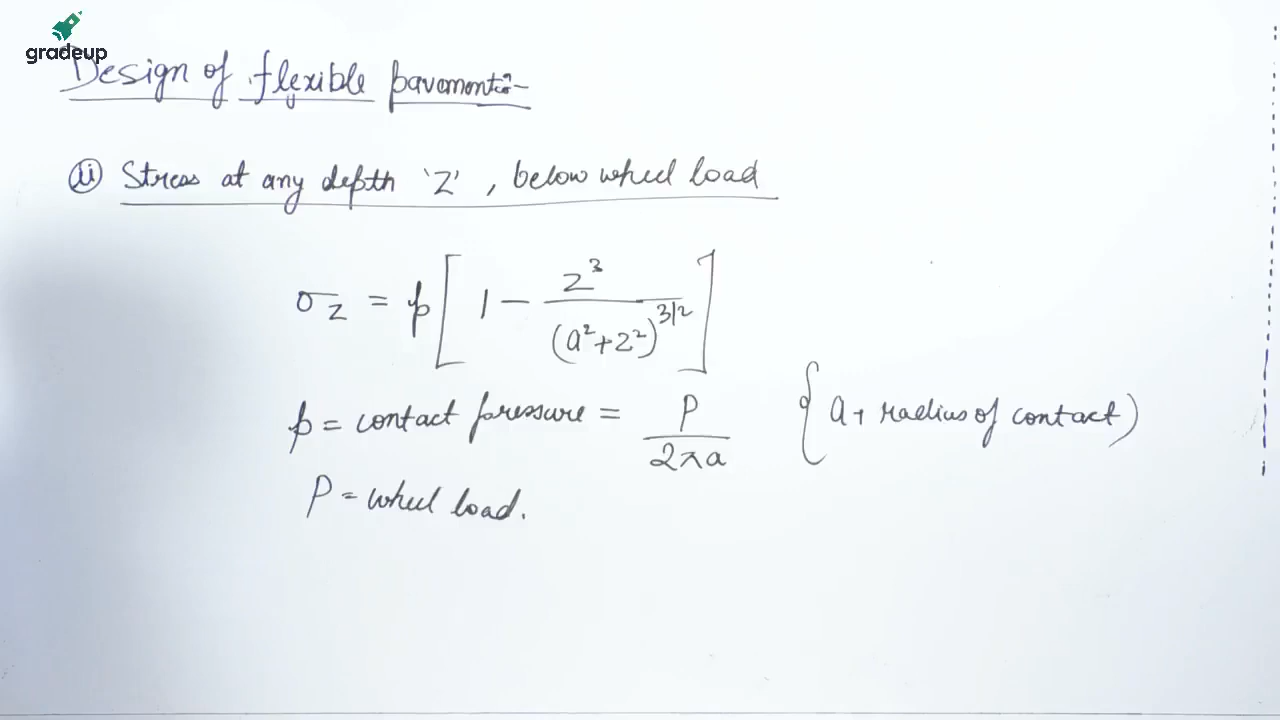 gradeup
Design of flexible pavement:-
(ii) Stress at any depth 'Z', below wheel load
σz = p [ 1 - z³ / (a²+z²)^3/2 ]
p = contact pressure = P / 2πa { a → radius of contact )
P = wheel load.